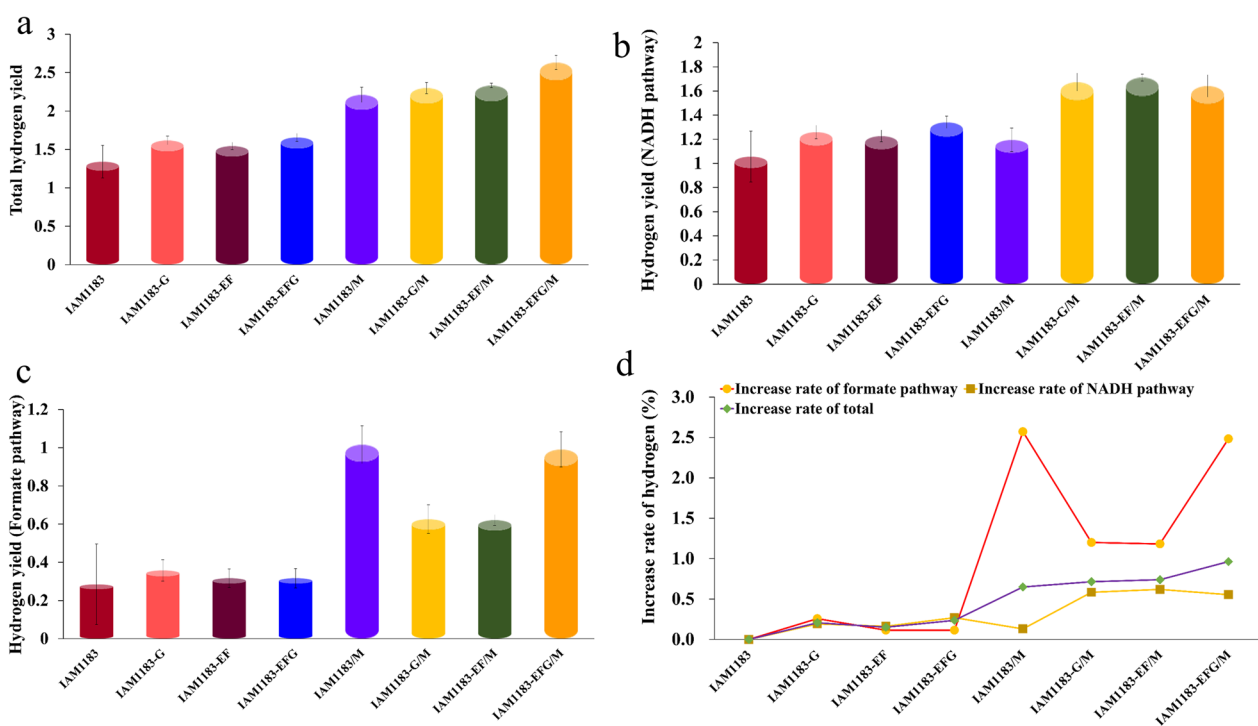 a
Total hydrogen yield
3
2.5
2
1.5
1
0.5
0
IAM1183
IAM1183-G
IAM1183-EF
IAM1183-EFG
IAM1183/M
IAM1183-G/M
IAM1183-EF/M
IAM1183-EFG/M
b
Hydrogen yield (NADH pathway)
2
1.8
1.6
1.4
1.2
1
0.8
0.6
0.4
0.2
0
IAM1183
IAM1183-G
IAM1183-EF
IAM1183-EFG
IAM1183/M
IAM1183-G/M
IAM1183-EF/M
IAM1183-EFG/M
c
Hydrogen yield (Formate pathway)
1.2
1
0.8
0.6
0.4
0.2
0
IAM1183
IAM1183-G
IAM1183-EF
IAM1183-EFG
IAM1183/M
IAM1183-G/M
IAM1183-EF/M
IAM1183-EFG/M
d
Increase rate of formate pathway
Increase rate of NADH pathway
Increase rate of total
Increase rate of hydrogen (%)
3.0
2.5
2.0
1.5
1.0
0.5
0.0
IAM1183
IAM1183-G
IAM1183-EF
IAM1183-EFG
IAM1183/M
IAM1183-G/M
IAM1183-EF/M
IAM1183-EFG/M